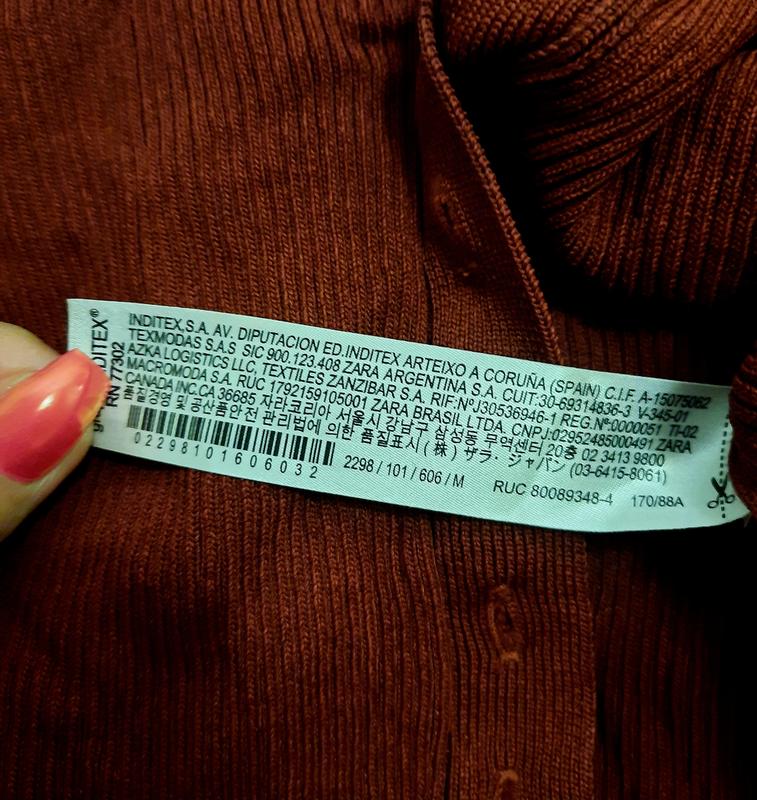 INDITEX®
RN 77302
INDITEX,S.A. AV. DIPUTACION ED.INDITEX ARTEIXO A CORUÑA (SPAIN) C.I.F. A-15075062
TEXMODAS S.A.S SIC 900.123.408 ZARA ARGENTINA S.A. CUIT:30-69314836-3 V-345-01
AZKA LOGISTICS LLC, TEXTILES ZANZIBAR S.A. RIF:NºJ30536946-1 REG.Nº0000051 TI-02
MACROMODA S.A. RUC 1792159105001 ZARA BRASIL LTDA. CNPJ:02952485000491 ZARA
CANADA INC.CA 36685 자라코리아 서울시 강남구 삼성동 무역센터 20층 02 3413 9800
품질경영 및 공산품안전 관리법에 의한 품질표시 (株) ザラ・ジャパン (03-6415-8061)
02298101606032 2298 / 101 / 606 / M RUC 80089348-4 170/88A